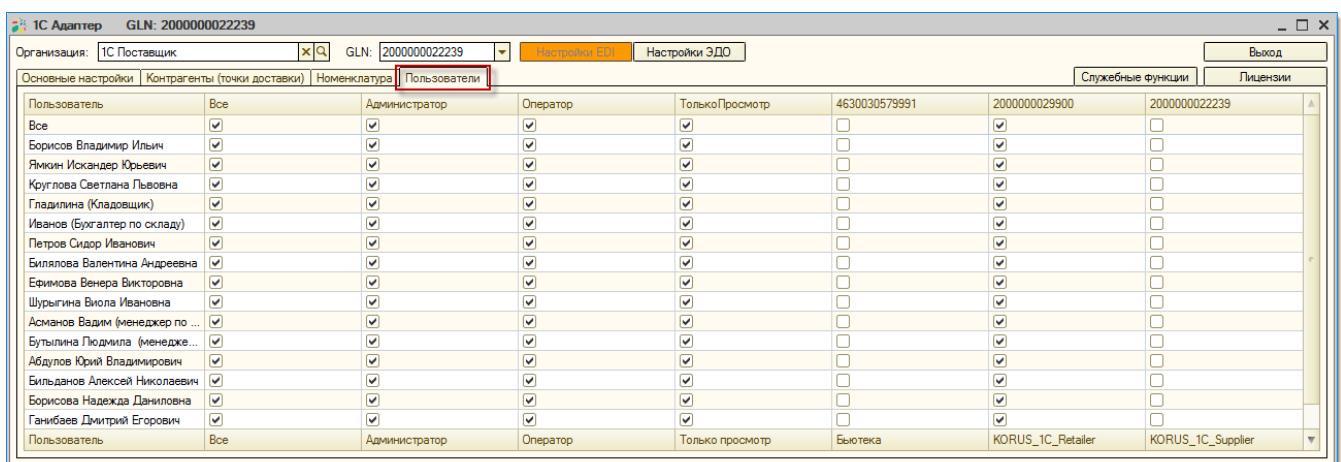 1С Адаптер GLN: 2000000022239
Организация: 1С Поставщик GLN: 2000000022239 Настройки EDI Настройки ЭДО Выход
Основные настройки Контрагенты (точки доставки) Номенклатура Пользователи Служебные функции Лицензии
Пользователь Все Администратор Оператор ТолькоПросмотр 4630030579991 2000000029900 2000000022239
Все
Борисов Владимир Ильич
Ямкин Искандер Юрьевич
Круглова Светлана Львовна
Гладилина (Кладовщик)
Иванов (Бухгалтер по складу)
Петров Сидор Иванович
Билялова Валентина Андреевна
Ефимова Венера Викторовна
Шурыгина Виола Ивановна
Асманов Вадим (менеджер по ...
Бутылина Людмила (менедже...
Абдулов Юрий Владимирович
Бильданов Алексей Николаевич
Борисова Надежда Даниловна
Ганибаев Дмитрий Егорович
Пользователь Все Администратор Оператор Только просмотр Бьютека KORUS_1C_Retailer KORUS_1C_Supplier